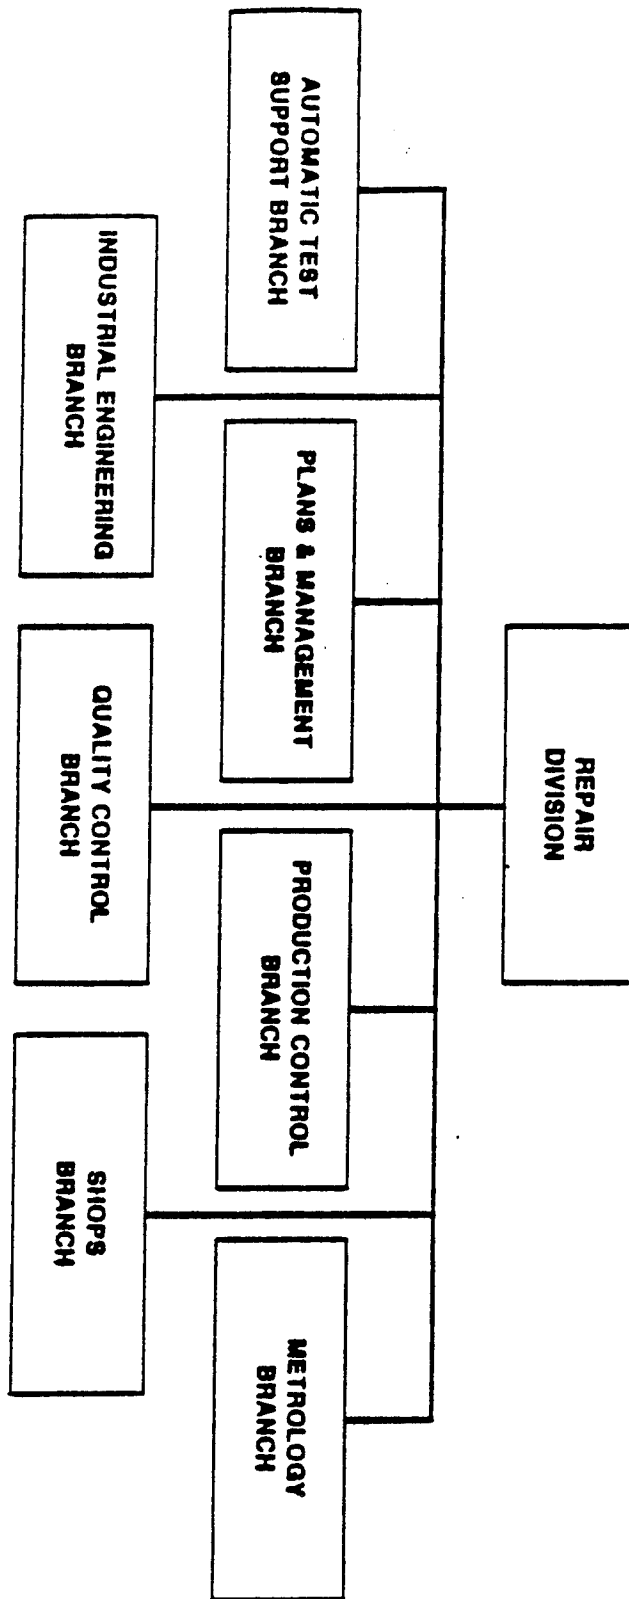 REPAIR
DIVISION
AUTOMATIC TEST
SUPPORT BRANCH
PLANS & MANAGEMENT
BRANCH
PRODUCTION CONTROL
BRANCH
METROLOGY
BRANCH
INDUSTRIAL ENGINEERING
BRANCH
QUALITY CONTROL
BRANCH
SHOPS
BRANCH